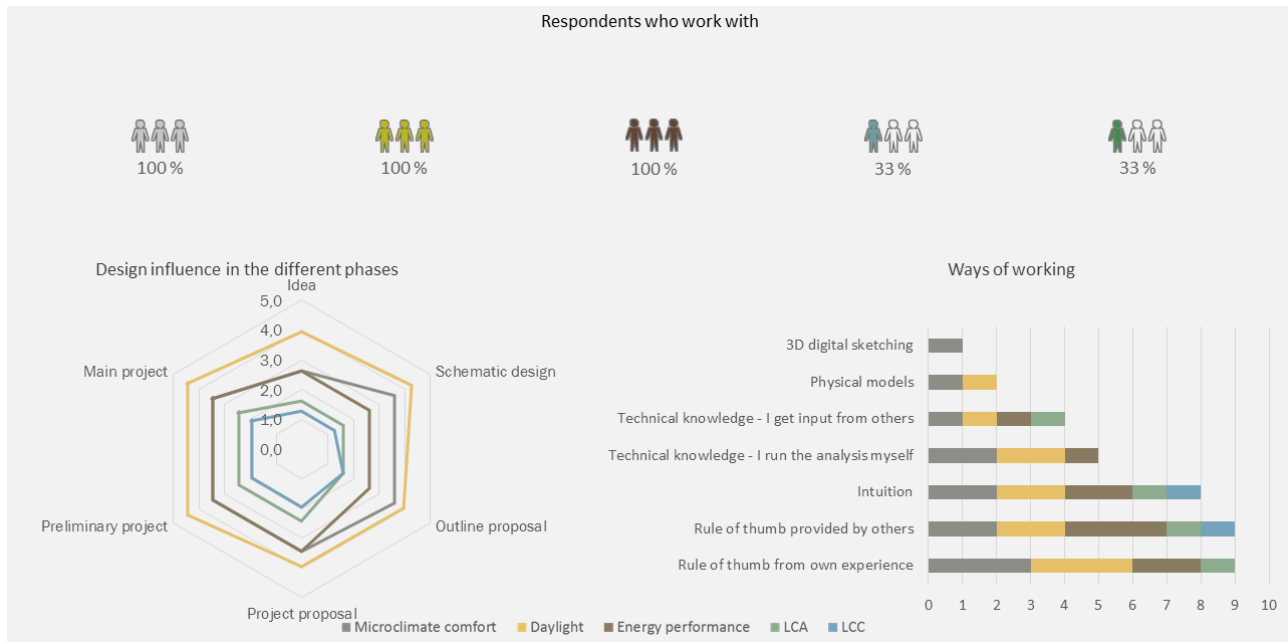 Respondents who work with
100 %
100 %
100 %
33 %
33 %
Design influence in the different phases
Idea
5,0
4,0
3,0
2,0
1,0
0,0
Main project
Schematic design
Preliminary project
Outline proposal
Project proposal
Ways of working
3D digital sketching
Physical models
Technical knowledge - I get input from others
Technical knowledge - I run the analysis myself
Intuition
Rule of thumb provided by others
Rule of thumb from own experience
0 1 2 3 4 5 6 7 8 9 10
Microclimate comfort Daylight Energy performance LCA LCC